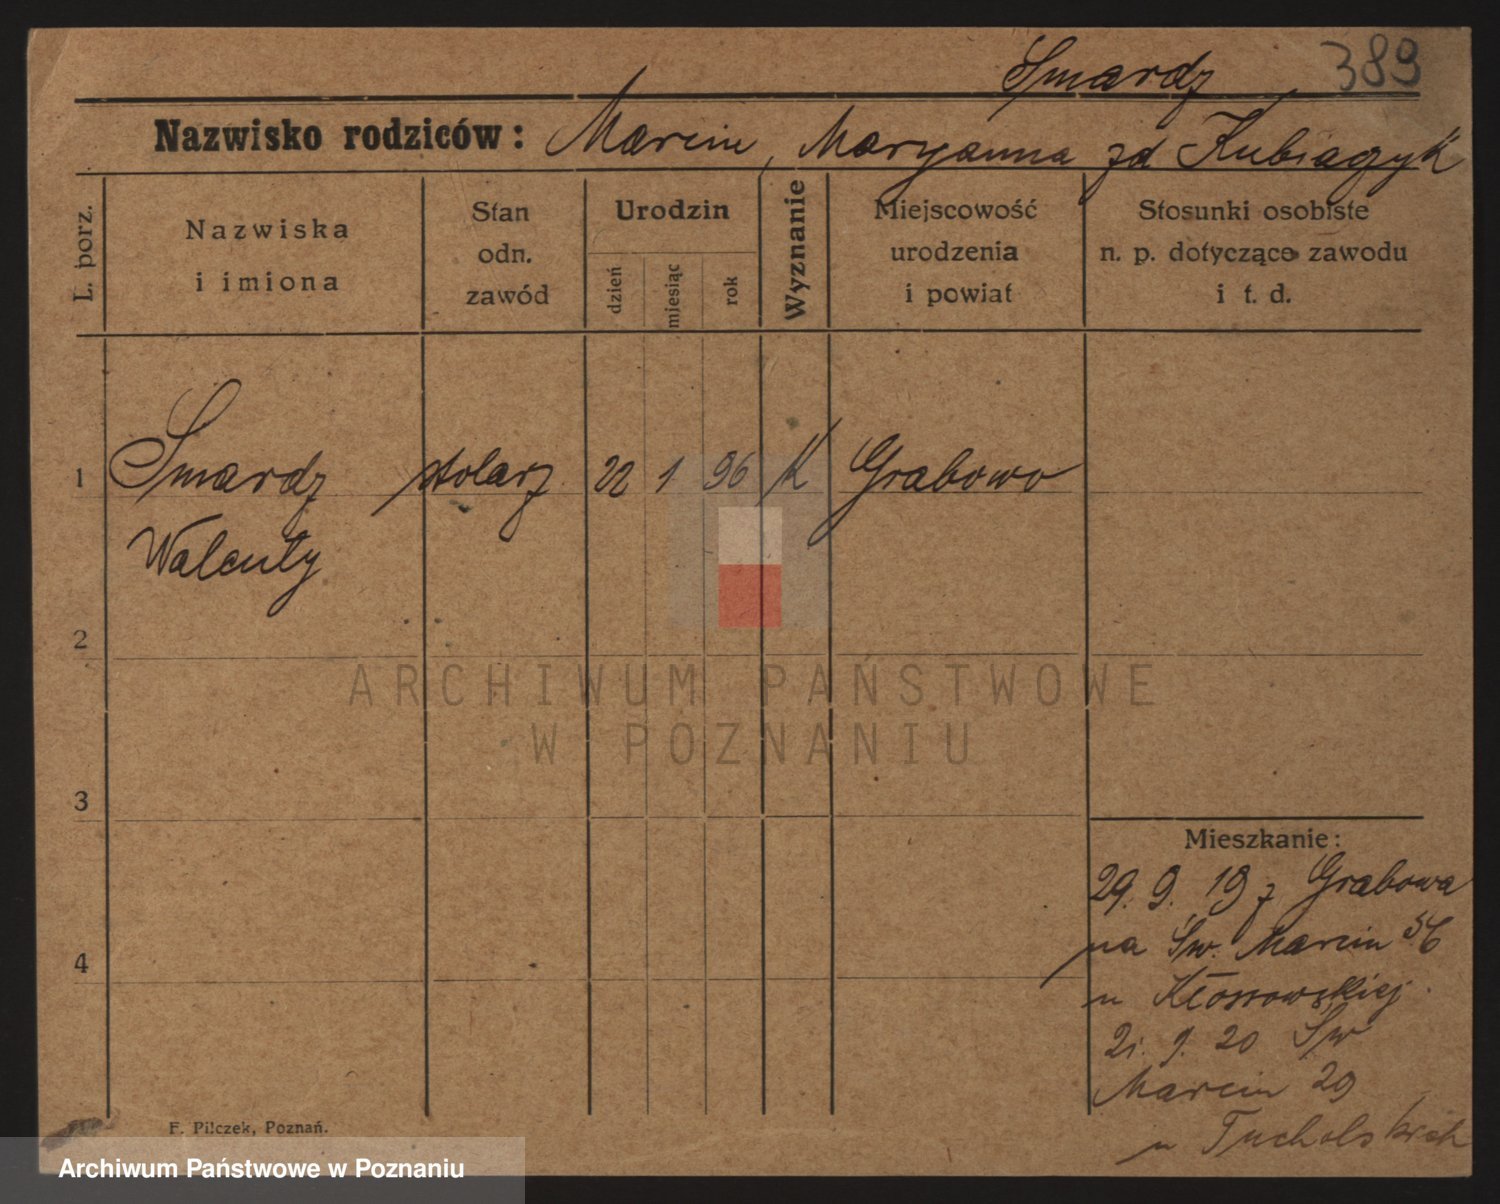 Smardz 389
Nazwisko rodziców: Marcin, Maryanna zd Kubiaczyk
L. porz.
Nazwiska
i imiona
Stan
odn.
zawód
Urodzin
dzień
miesiąc
rok
Wyznanie
Miejscowość
urodzenia
i powiat
Stosunki osobiste
n. p. dotyczące zawodu
i t. d.
1 Smardz stolarz 22 1 96 K Grabowo
Walenty
2
ARCHIWUM PAŃSTWOWE
W POZNANIU
3
Mieszkanie:
29. 9. 19 z Grabowa
na Św. Marcin 56
u Kłossowskiej.
21. 9. 20 Św
Marcin 29
u Tucholskich
4
F. Pilczek, Poznań.
Archiwum Państwowe w Poznaniu